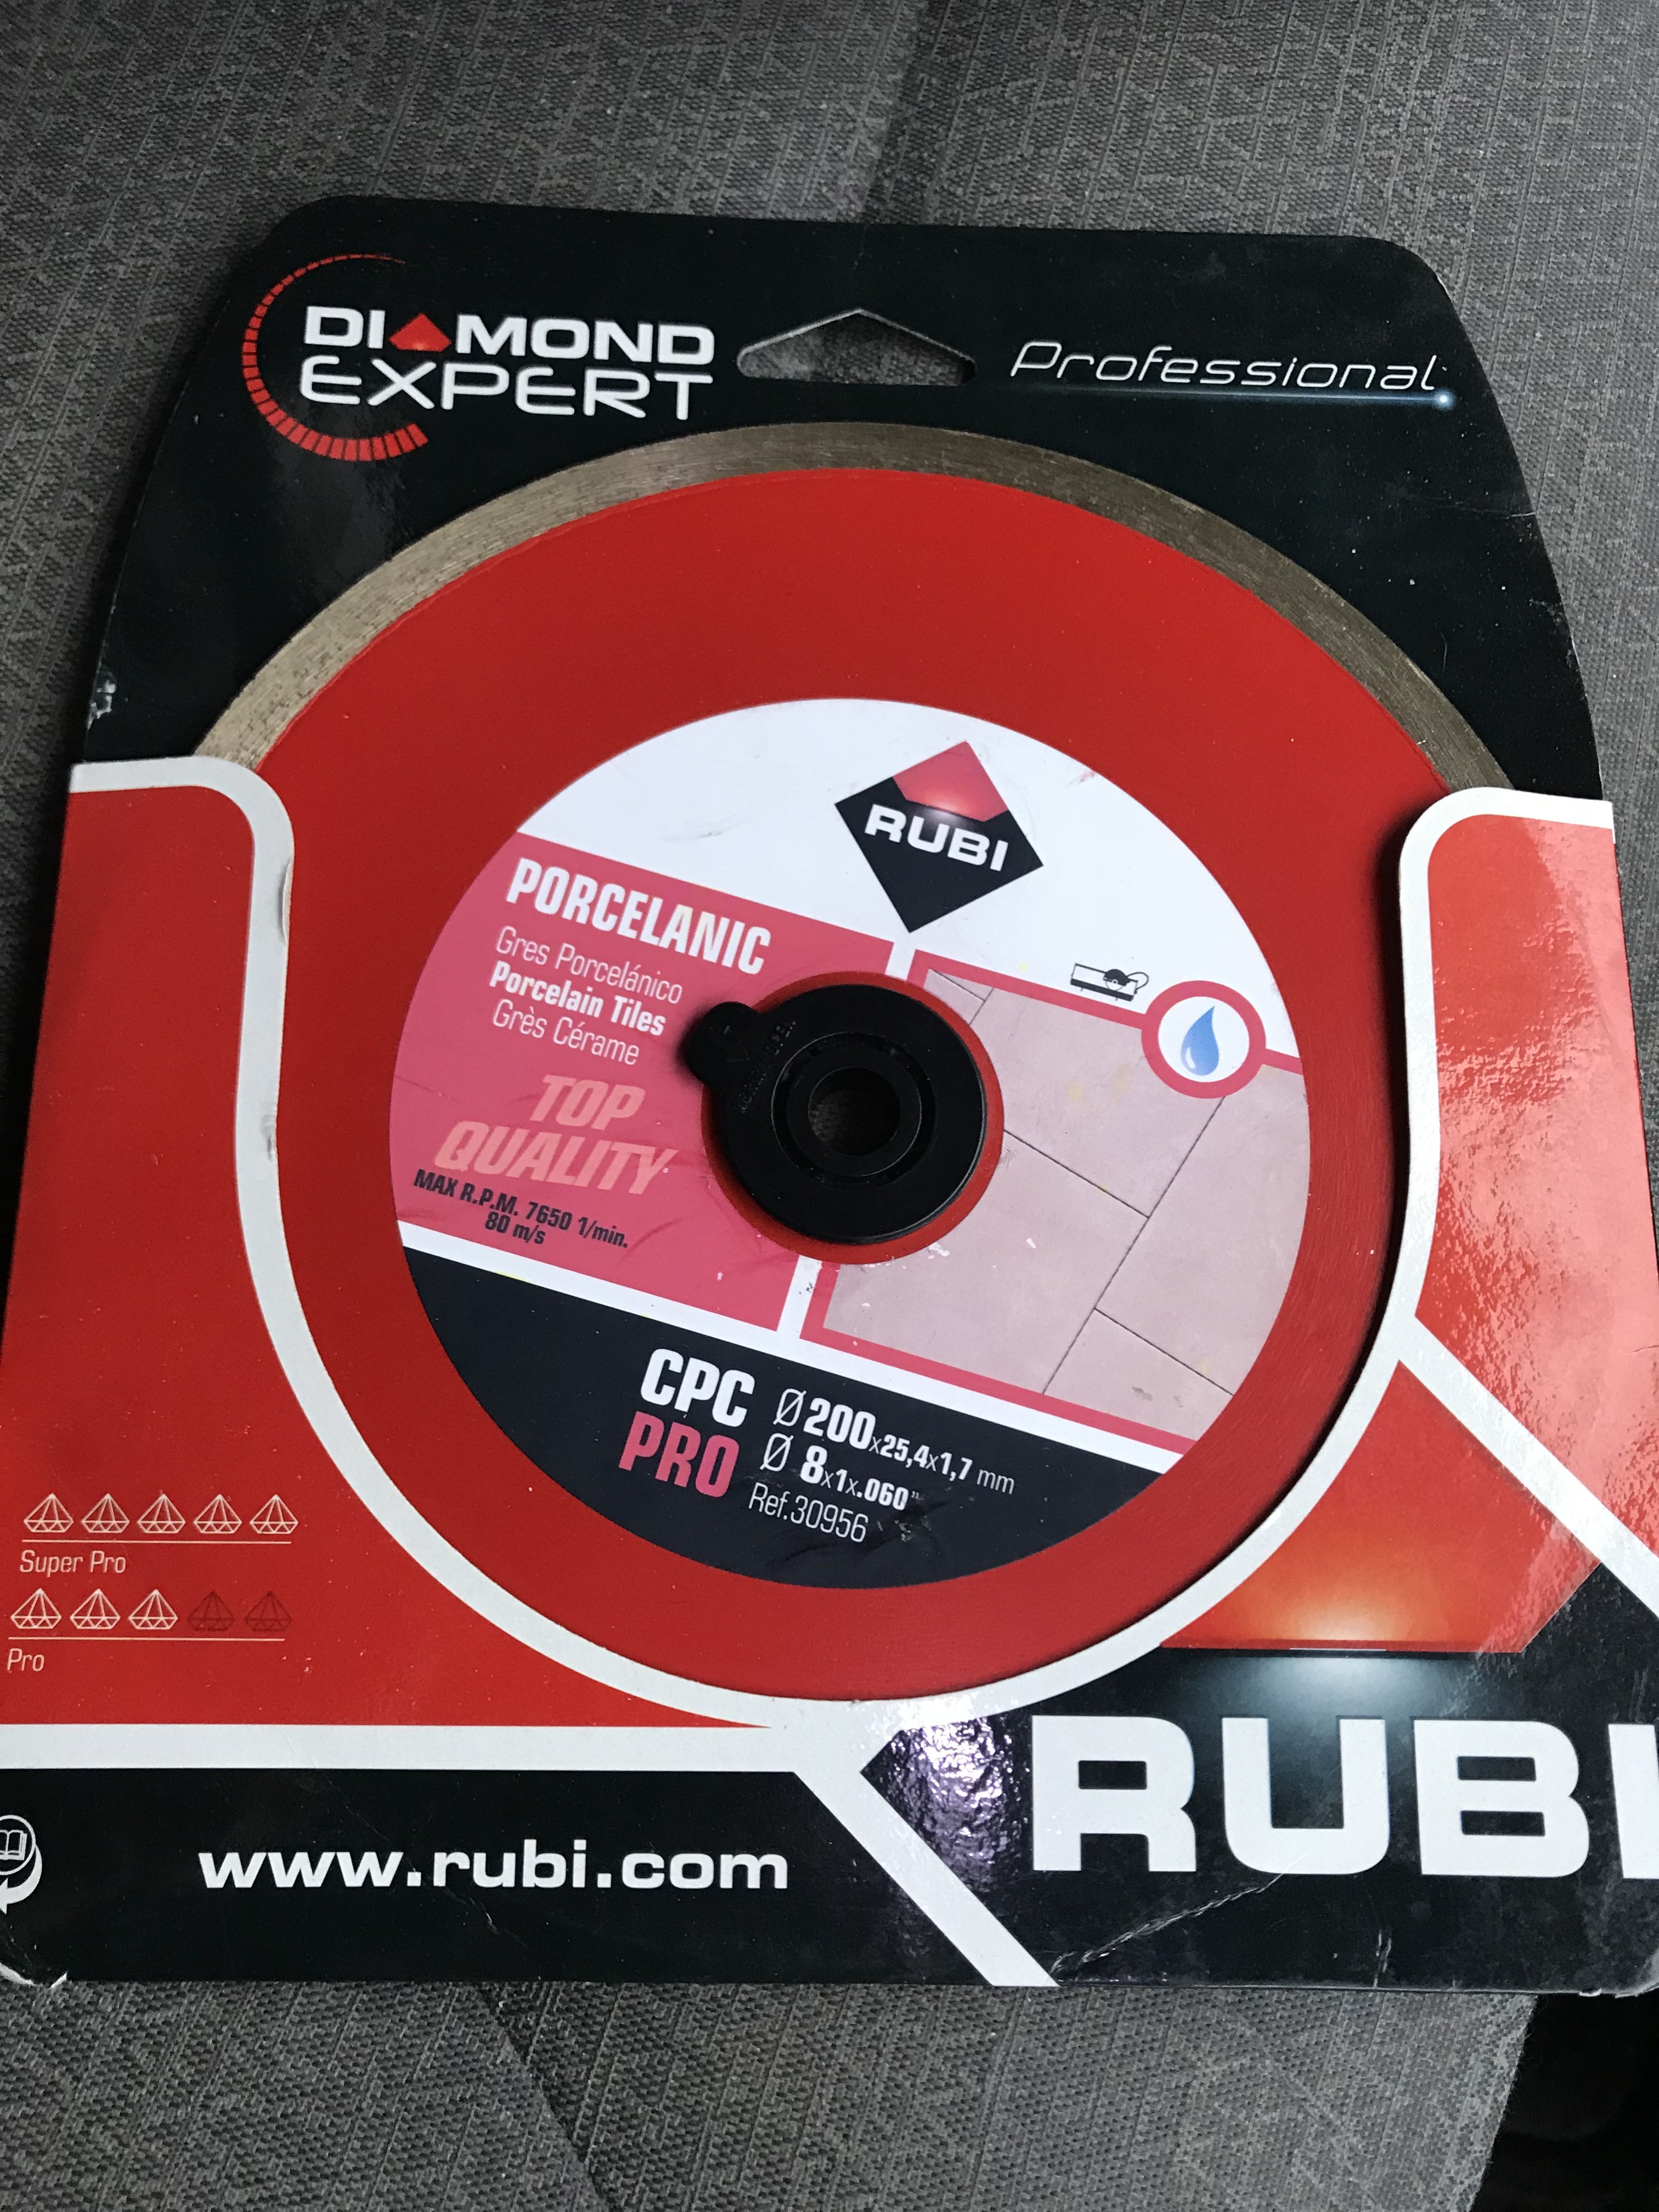 DIAMOND
EXPERT
Professional
RUBI
PORCELANIC
Gres Porcelánico
Porcelain Tiles
Grès Cérame
TOP
QUALITY
MAX R.P.M. 7650 1/min.
80 m/s
CPC
PRO
Ø 200x25,4x1,7 mm
Ø 8x1x.060"
Ref.30956
Super Pro
Pro
RUBI
www.rubi.com